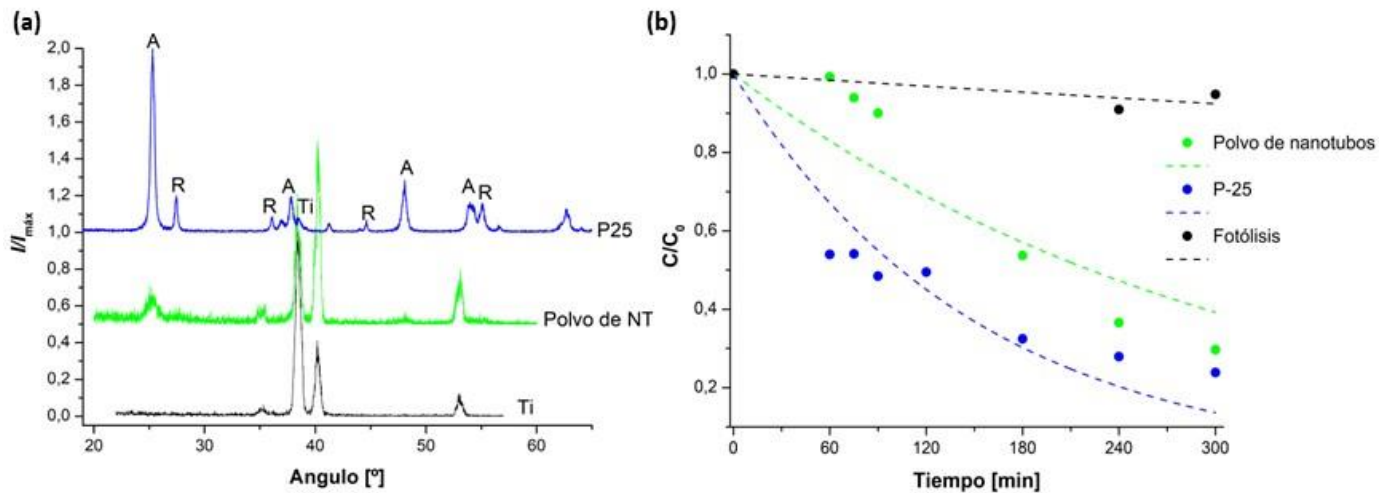 (a)
I/Imáx
2,0
1,8
1,6
1,4
1,2
1,0
0,8
0,6
0,4
0,2
0,0
A
R
R
A
Ti
R
A
A
R
P25
Polvo de NT
Ti
20 30 40 50 60
Angulo [º]
(b)
C/C0
1,0
0,8
0,6
0,4
0,2
Polvo de nanotubos
P-25
Fotólisis
0 60 120 180 240 300
Tiempo [min]